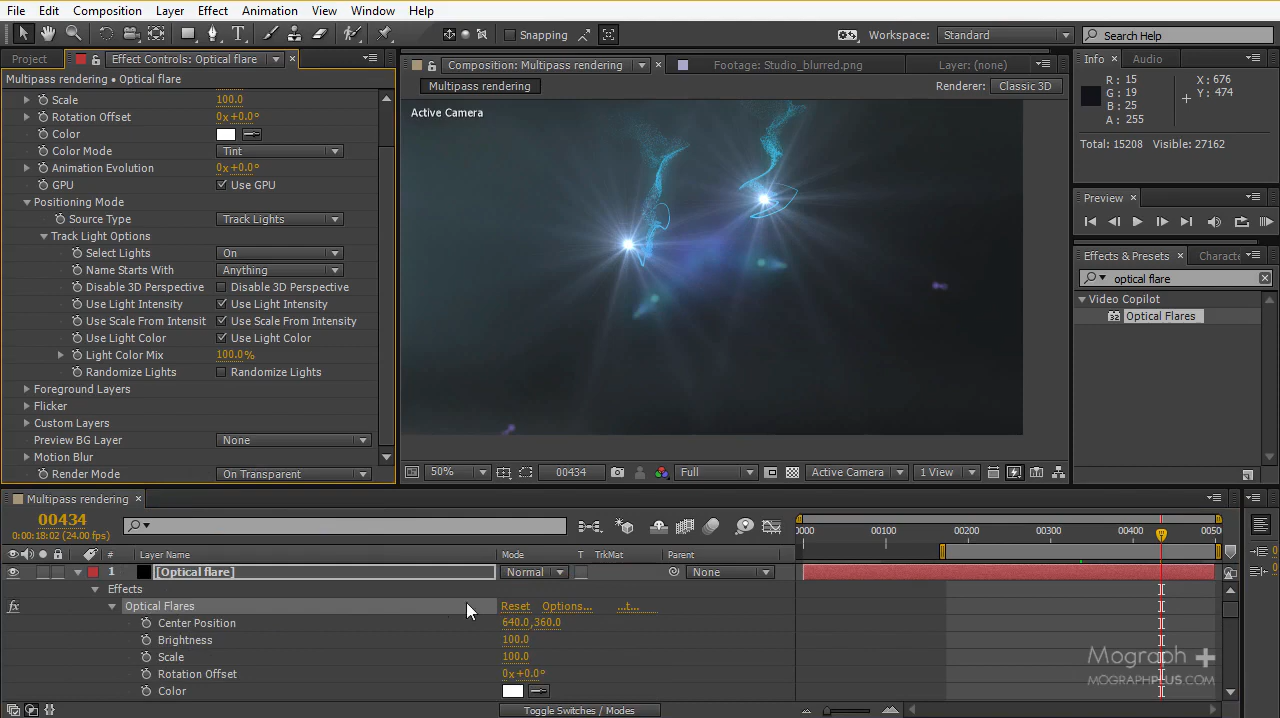 File Edit Composition Layer Effect Animation Tools View Window Help
Snapping Workspace: Standard Search Help
Project Effect Controls: Optical flare Composition: Multipass rendering Footage: Studio_blurred.png Layer: (none) Info Audio
Multipass rendering • Optical flare Multipass rendering Renderer: Classic 3D
Scale 100.0
Rotation Offset 0x+0.0°
Color
Color Mode Tint
Animation Evolution 0x+0.0°
GPU Use GPU
Positioning Mode
Source Type Track Lights
Track Light Options
Select Lights On
Name Starts With Anything
Disable 3D Perspective Disable 3D Perspective
Use Light Intensity Use Light Intensity
Use Scale From Intensit Use Scale From Intensity
Use Light Color Use Light Color
Light Color Mix 100.0%
Randomize Lights Randomize Lights
Foreground Layers
Flicker
Custom Layers
Preview BG Layer None
Motion Blur
Render Mode On Transparent
Active Camera
50% 00434 Full Active Camera 1 View
R: 15 X: 676
G: 19 Y: 474
B: 25
A: 255
Total: 15208 Visible: 27162
Preview
Effects & Presets Characte
optical flare
Video Copilot
32 Optical Flares
Multipass rendering
00434
0:00:18:02 (24.00 fps)
0000 00100 00200 00300 00400 0050
# Layer Name Mode T TrkMat Parent
1 [Optical flare] Normal None
Effects
fx Optical Flares Reset Options... ...t...
Center Position 640.0,360.0
Brightness 100.0
Scale 100.0
Rotation Offset 0x+0.0°
Color
Toggle Switches / Modes
Mograph +
MOGRAPHPLUS.COM